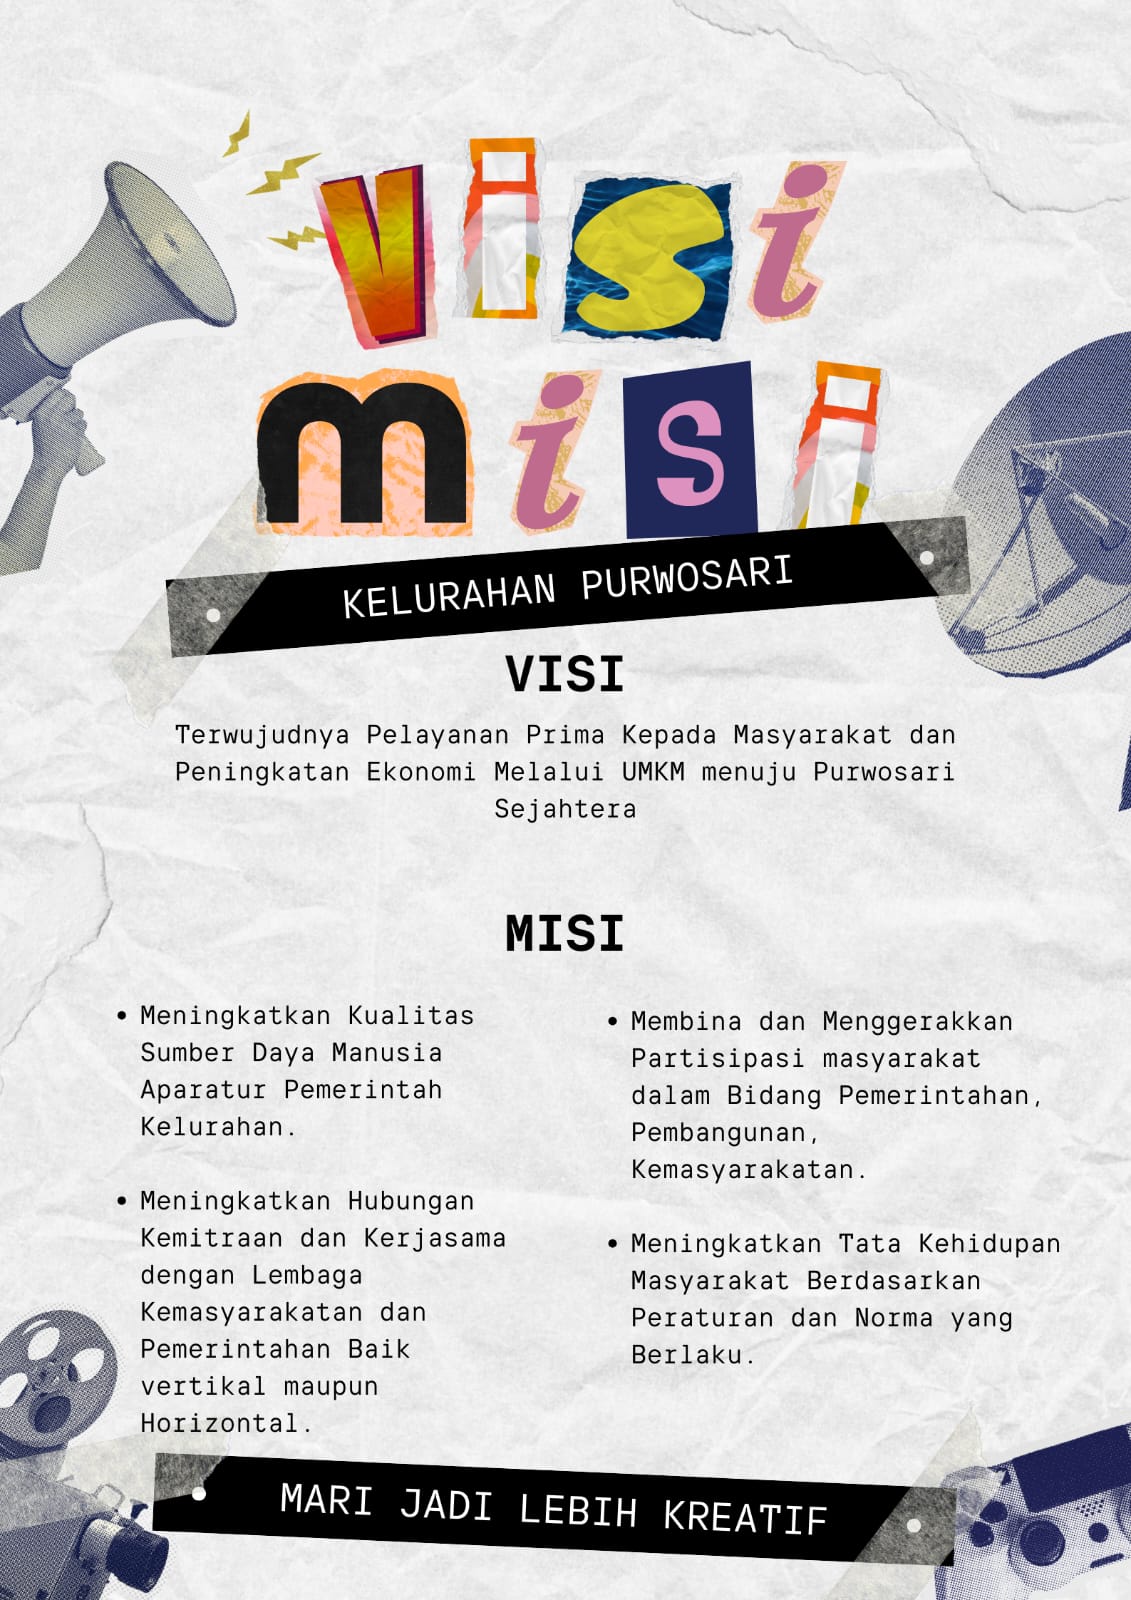 visi
misi
KELURAHAN PURWOSARI
VISI
Terwujudnya Pelayanan Prima Kepada Masyarakat dan
Peningkatan Ekonomi Melalui UMKM menuju Purwosari
Sejahtera
MISI
• Meningkatkan Kualitas
Sumber Daya Manusia
Aparatur Pemerintah
Kelurahan.
• Meningkatkan Hubungan
Kemitraan dan Kerjasama
dengan Lembaga
Kemasyarakatan dan
Pemerintahan Baik
vertikal maupun
Horizontal.
• Membina dan Menggerakkan
Partisipasi masyarakat
dalam Bidang Pemerintahan,
Pembangunan,
Kemasyarakatan.
• Meningkatkan Tata Kehidupan
Masyarakat Berdasarkan
Peraturan dan Norma yang
Berlaku.
MARI JADI LEBIH KREATIF